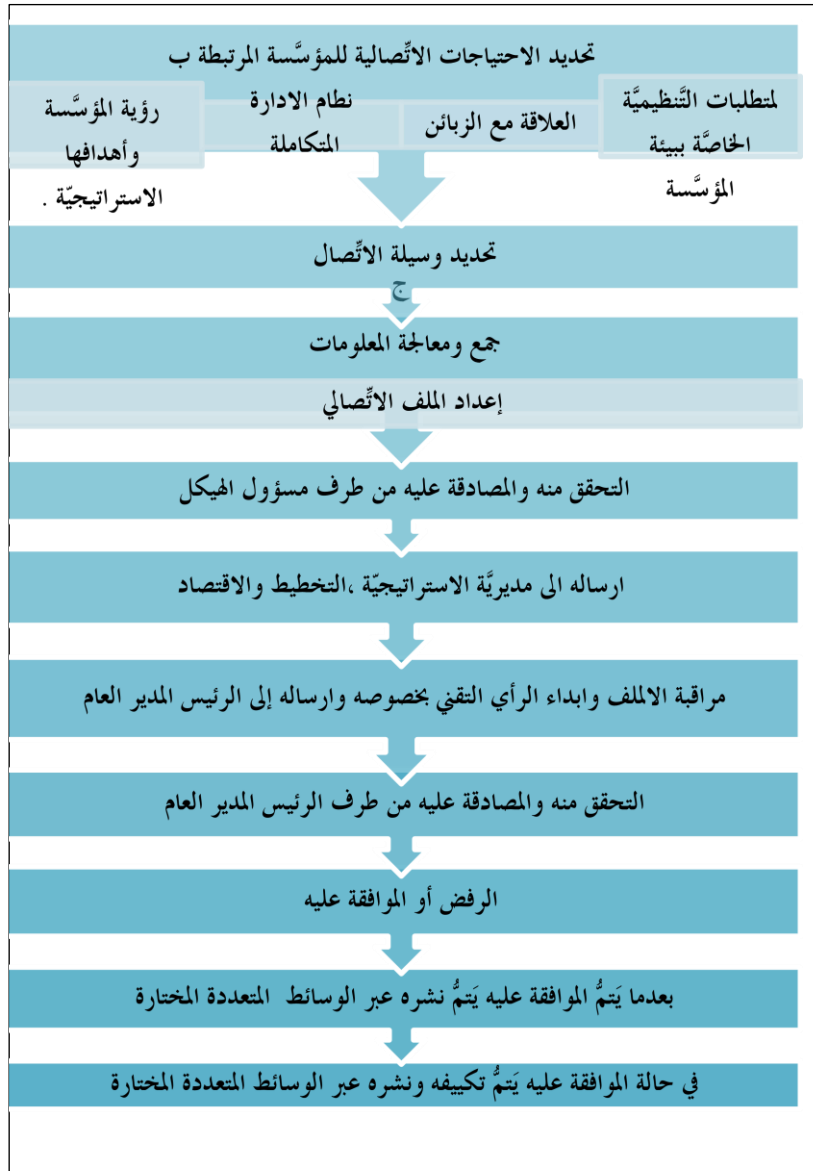 تحديد الاحتياجات الاتِّصالية للمؤسَّسة المرتبطة ب
لمتطلبات التَّنظيميَّة
الخاصَّة ببيئة
المؤسَّسة
العلاقة مع الزبائن
نظام الادارة
المتكاملة
رؤية المؤسَّسة
وأهدافها
الاستراتيجيّة .
تحديد وسيلة الاتِّصال
ج
جمع ومعالجة المعلومات
إعداد الملف الاتِّصالي
التحقق منه والمصادقة عليه من طرف مسؤول الهيكل
ارساله الى مديريَّة الاستراتيجيّة ،التخطيط والاقتصاد
مراقبة الالملف وابداء الرأي التقني بخصوصه وارساله إلى الرئيس المدير العام
التحقق منه والمصادقة عليه من طرف الرئيس المدير العام
الرفض أو الموافقة عليه
بعدما يَتمُّ الموافقة عليه يَتمُّ نشره عبر الوسائط المتعددة المختارة
في حالة الموافقة عليه يَتمُّ تكييفه ونشره عبر الوسائط المتعددة المختارة